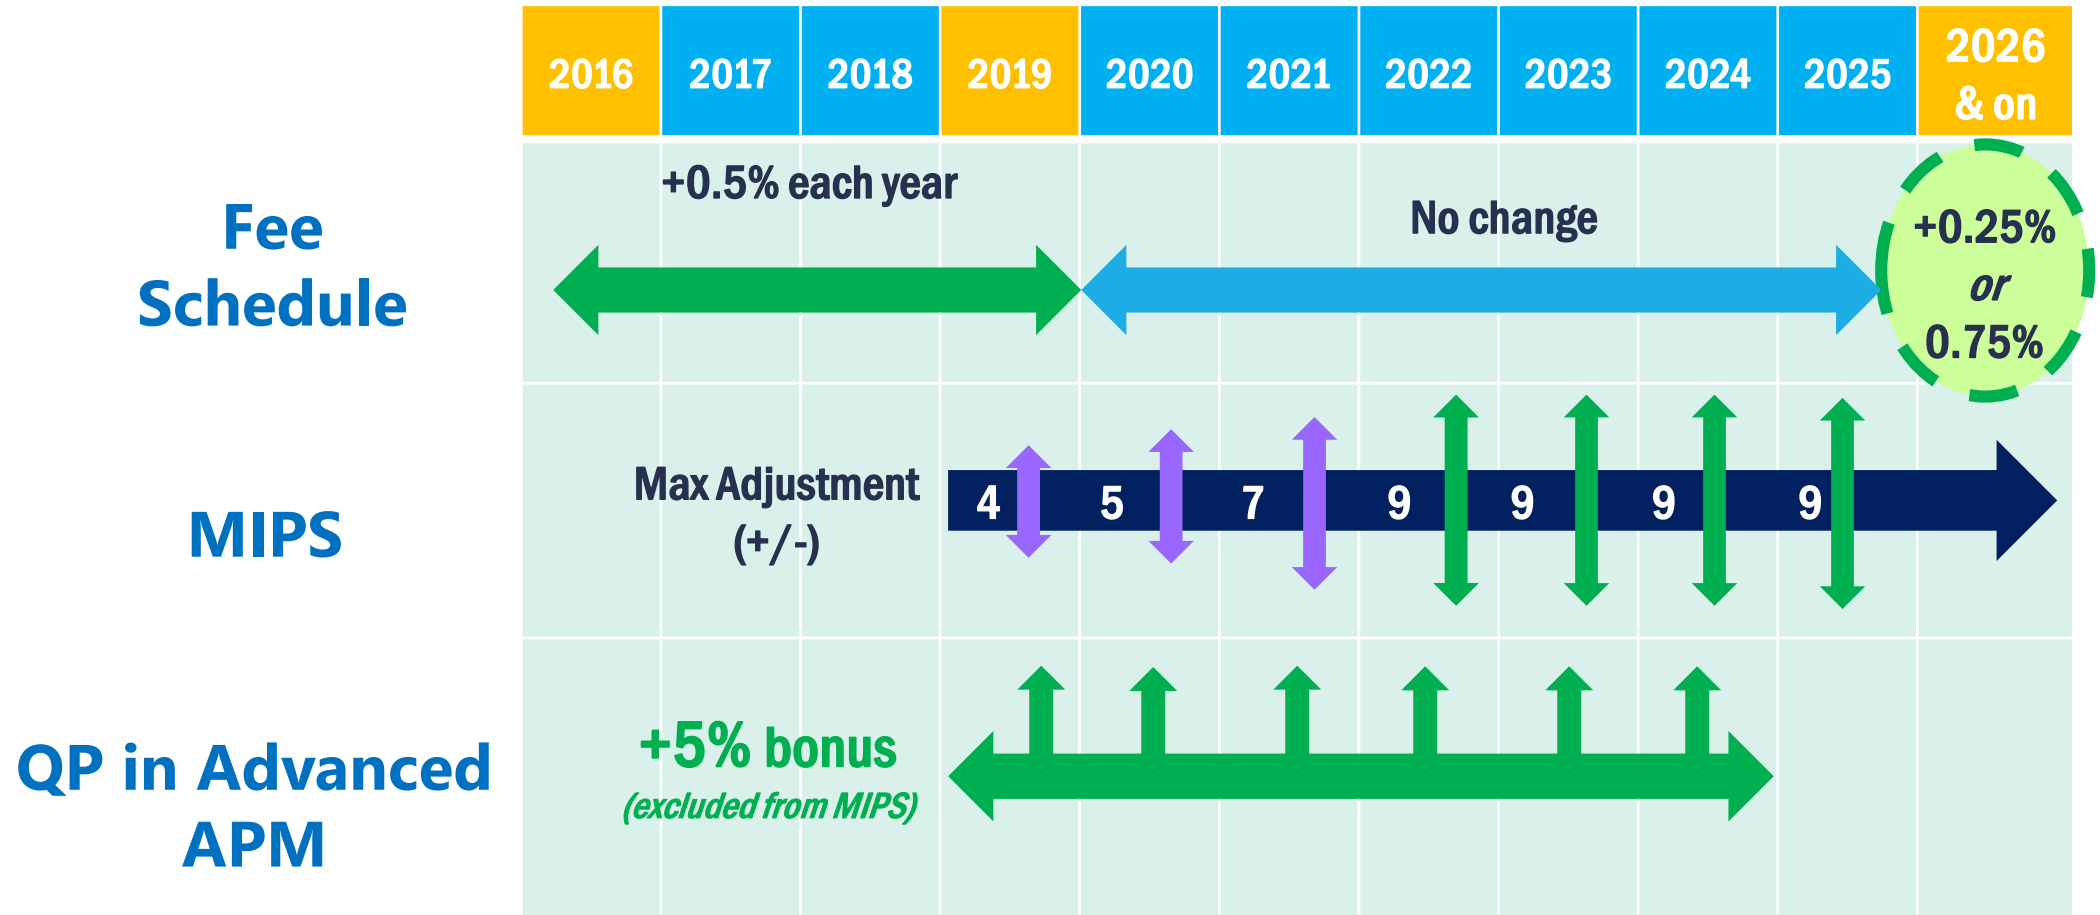 2016 2017 2018 2019 2020 2021 2022 2023 2024 2025 2026
& on
Fee
Schedule
+0.5% each year
No change
+0.25%
or
0.75%
MIPS
Max Adjustment
(+/-)
4 5 7 9 9 9 9
QP in Advanced
APM
+5% bonus
(excluded from MIPS)